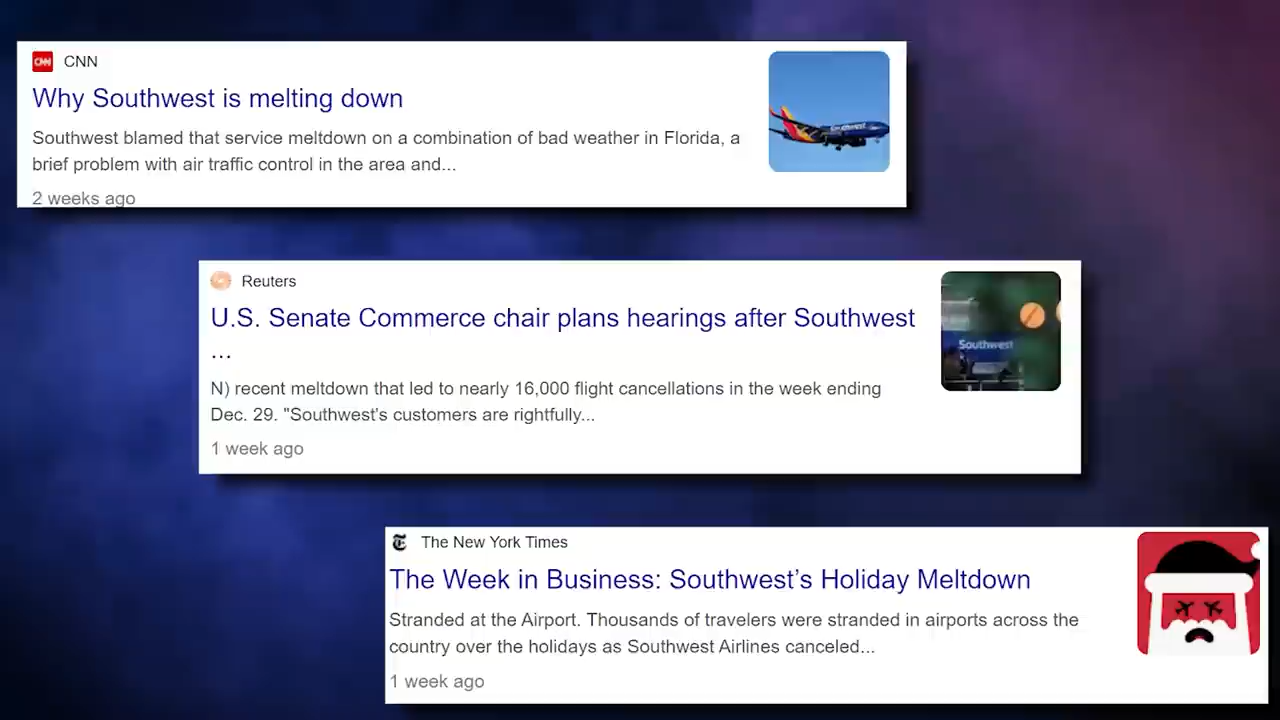 CNN
CNN
Why Southwest is melting down
Southwest blamed that service meltdown on a combination of bad weather in Florida, a
brief problem with air traffic control in the area and...
2 weeks ago
Southwest
Reuters
U.S. Senate Commerce chair plans hearings after Southwest
...
N) recent meltdown that led to nearly 16,000 flight cancellations in the week ending
Dec. 29. "Southwest's customers are rightfully...
1 week ago
Southwest
The New York Times
The Week in Business: Southwest’s Holiday Meltdown
Stranded at the Airport. Thousands of travelers were stranded in airports across the
country over the holidays as Southwest Airlines canceled...
1 week ago